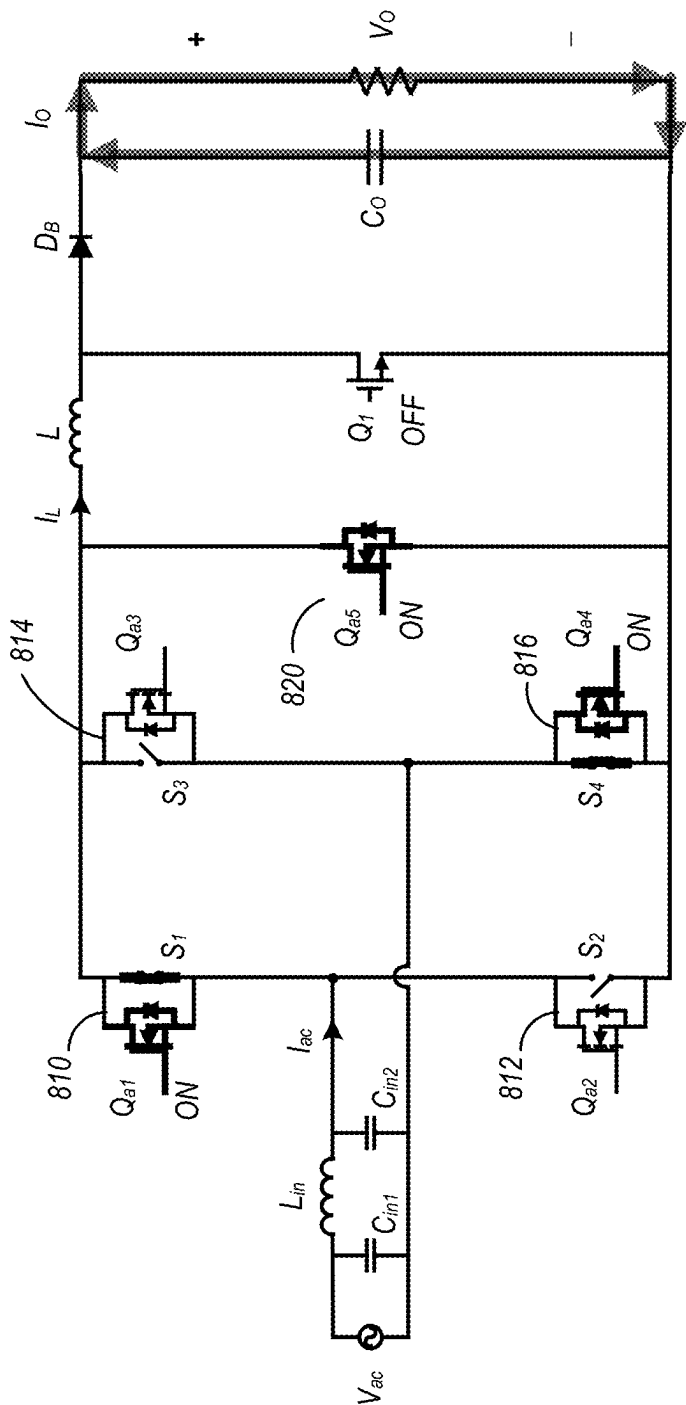 V_ac
L_in
C_in1
C_in2
I_ac
810
Q_a1
ON
S_1
812
Q_a2
S_2
814
Q_a3
S_3
816
Q_a4
ON
S_4
820
Q_a5
ON
I_L
L
Q_1
OFF
D_B
C_O
I_O
+
V_O
–